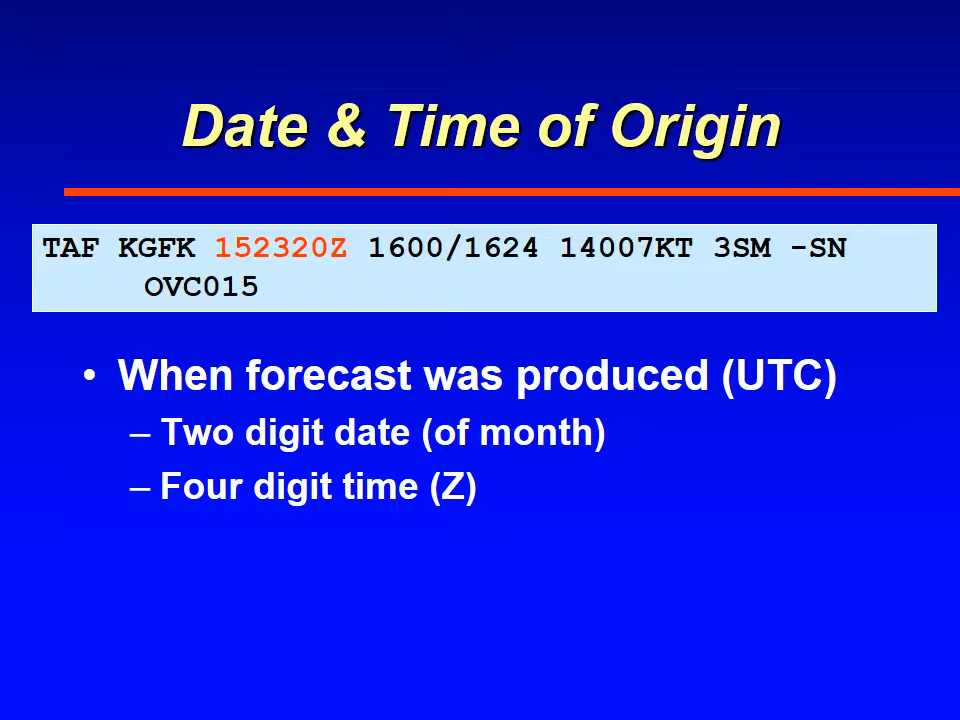 Date & Time of Origin
TAF KGFK 152320Z 1600/1624 14007KT 3SM -SN
OVC015
• When forecast was produced (UTC)
– Two digit date (of month)
– Four digit time (Z)